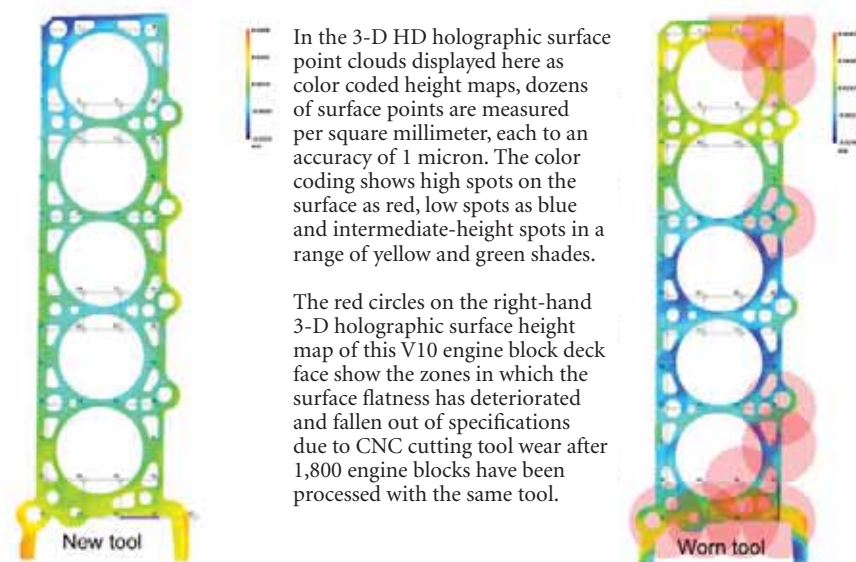 In the 3-D HD holographic surface
point clouds displayed here as
color coded height maps, dozens
of surface points are measured
per square millimeter, each to an
accuracy of 1 micron. The color
coding shows high spots on the
surface as red, low spots as blue
and intermediate-height spots in a
range of yellow and green shades.
The red circles on the right-hand
3-D holographic surface height
map of this V10 engine block deck
face show the zones in which the
surface flatness has deteriorated
and fallen out of specifications
due to CNC cutting tool wear after
1,800 engine blocks have been
processed with the same tool.
New tool
Worn tool